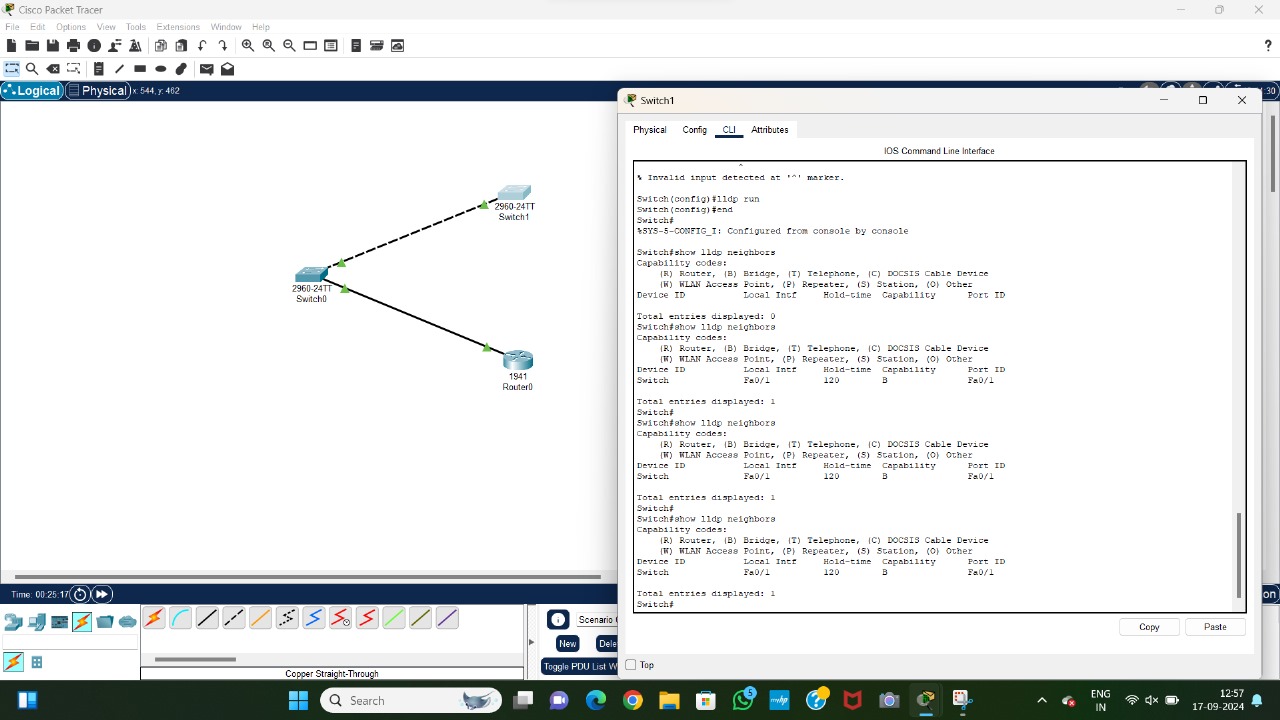 Cisco Packet Tracer
File Edit Options View Tools Extensions Window Help
?
Logical Physical x: 544, y: 462
:30
2960-24TT
Switch1
2960-24TT
Switch0
1941
Router0
Time: 00:25:17
Copper Straight-Through
Scenario
New Dele
Toggle PDU List W
on
Switch1
Physical Config CLI Attributes
IOS Command Line Interface
^
% Invalid input detected at '^' marker.
Switch(config)#lldp run
Switch(config)#end
Switch#
%SYS-5-CONFIG_I: Configured from console by console
Switch#show lldp neighbors
Capability codes:
(R) Router, (B) Bridge, (T) Telephone, (C) DOCSIS Cable Device
(W) WLAN Access Point, (P) Repeater, (S) Station, (O) Other
Device ID Local Intf Hold-time Capability Port ID
Total entries displayed: 0
Switch#show lldp neighbors
Capability codes:
(R) Router, (B) Bridge, (T) Telephone, (C) DOCSIS Cable Device
(W) WLAN Access Point, (P) Repeater, (S) Station, (O) Other
Device ID Local Intf Hold-time Capability Port ID
Switch Fa0/1 120 B Fa0/1
Total entries displayed: 1
Switch#
Switch#show lldp neighbors
Capability codes:
(R) Router, (B) Bridge, (T) Telephone, (C) DOCSIS Cable Device
(W) WLAN Access Point, (P) Repeater, (S) Station, (O) Other
Device ID Local Intf Hold-time Capability Port ID
Switch Fa0/1 120 B Fa0/1
Total entries displayed: 1
Switch#
Switch#show lldp neighbors
Capability codes:
(R) Router, (B) Bridge, (T) Telephone, (C) DOCSIS Cable Device
(W) WLAN Access Point, (P) Repeater, (S) Station, (O) Other
Device ID Local Intf Hold-time Capability Port ID
Switch Fa0/1 120 B Fa0/1
Total entries displayed: 1
Switch#
Copy Paste
Top
Search
5
ENG
IN
12:57
17-09-2024